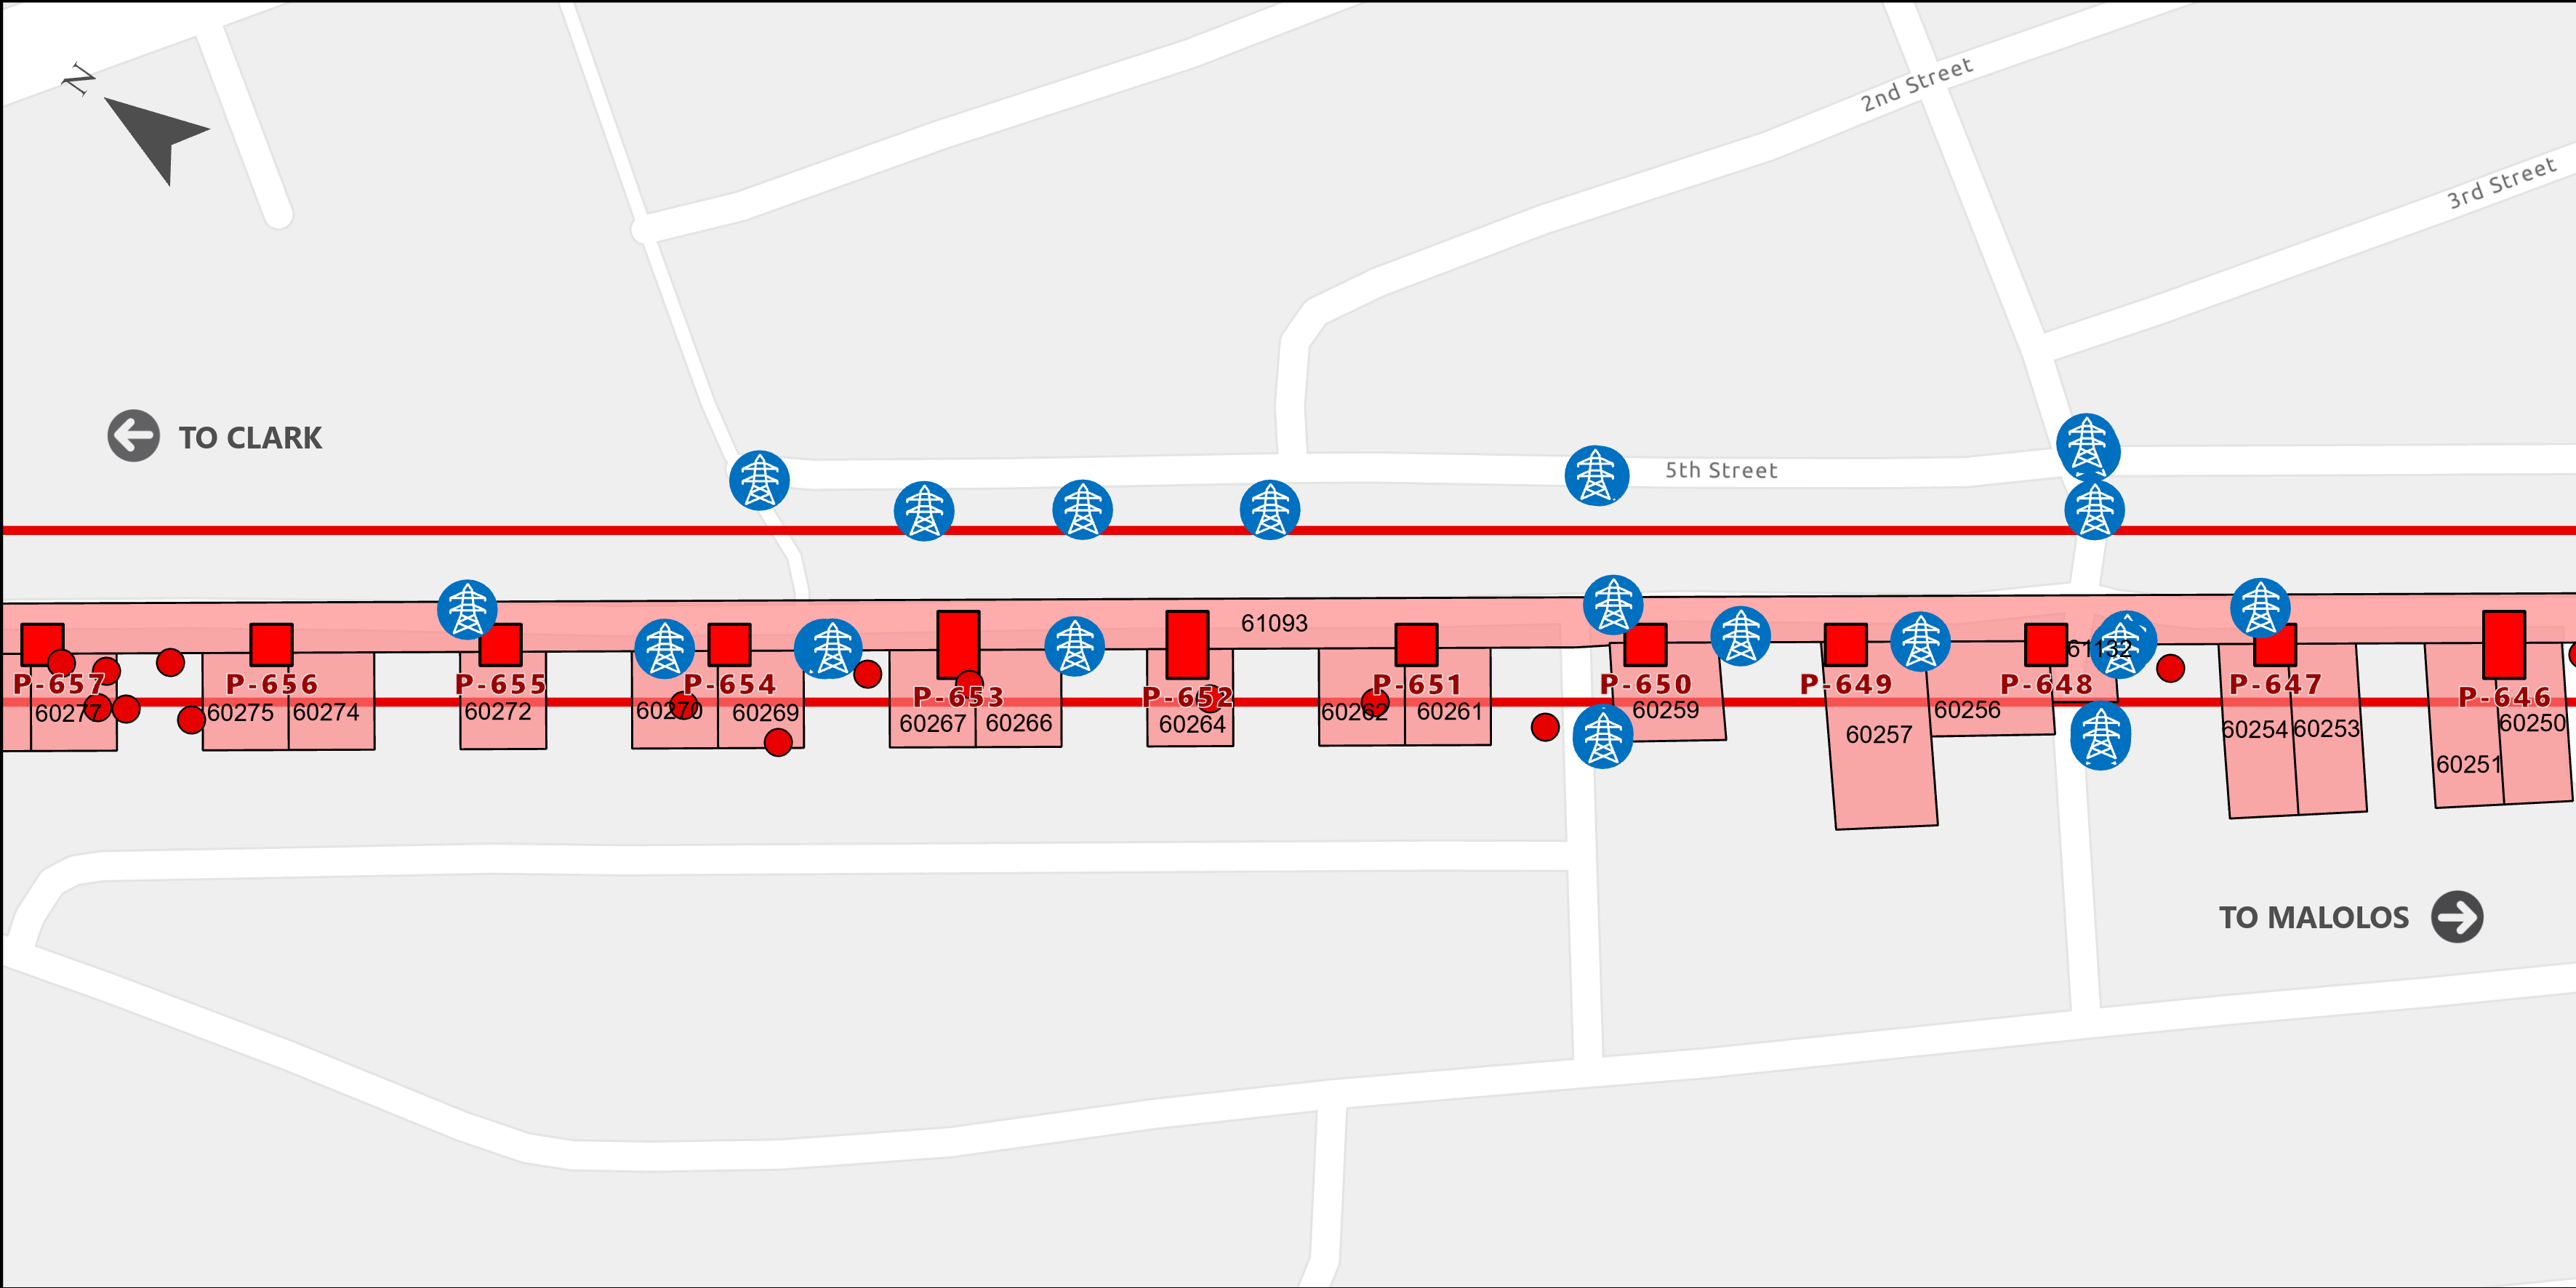 N
2nd Street
3rd Street
TO CLARK
5th Street
61093
61132
P-657
P-656
P-655
P-654
P-653
P-652
P-651
P-650
P-649
P-648
P-647
P-646
60277
60275
60274
60272
60270
60269
60267
60266
60264
60262
60261
60259
60257
60256
60254
60253
60251
60250
TO MALOLOS